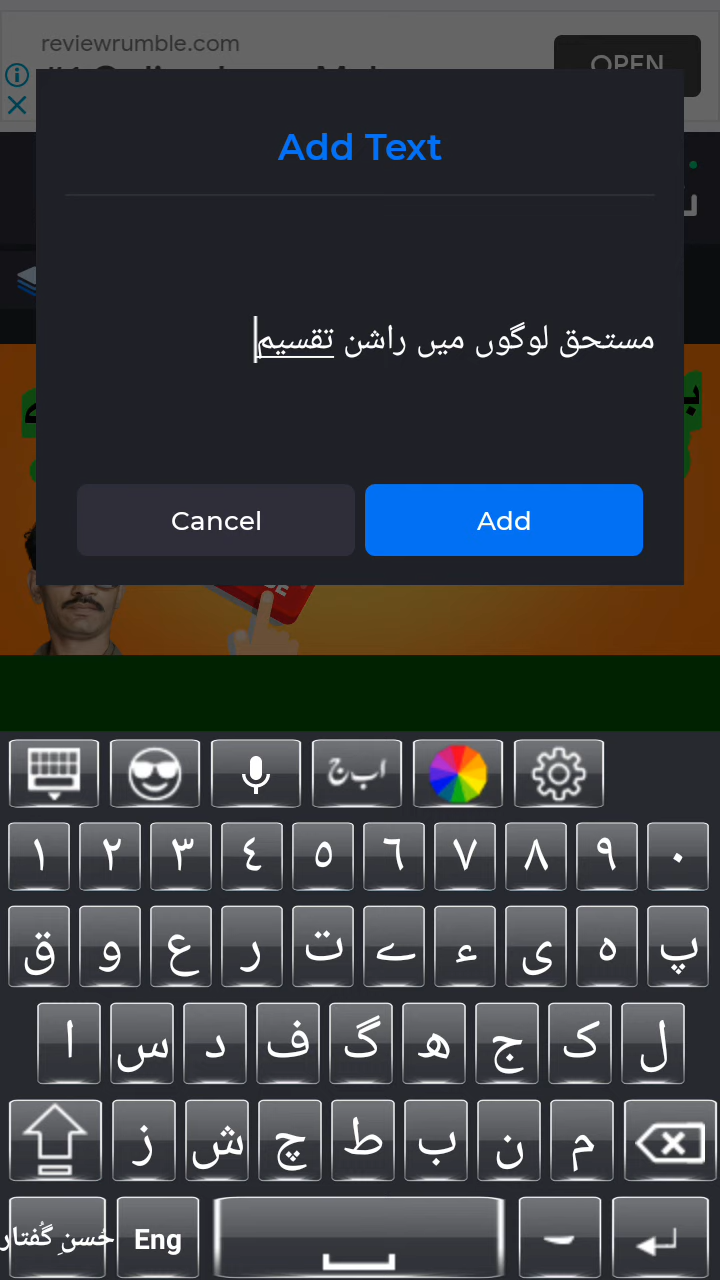 reviewrumble.com
OPEN
Add Text
مستحق لوگوں میں راشن تقسیم
Cancel
Add
ا ب ج
١ ٢ ٣ ٤ ٥ ٦ ٧ ٨ ٩ ٠
ق و ع ر ت ے ء ی ہ پ
ا س د ف گ ھ ج ک ل
ز ش چ ط ب ن م
حُسنِ گُفتار
Eng
۔